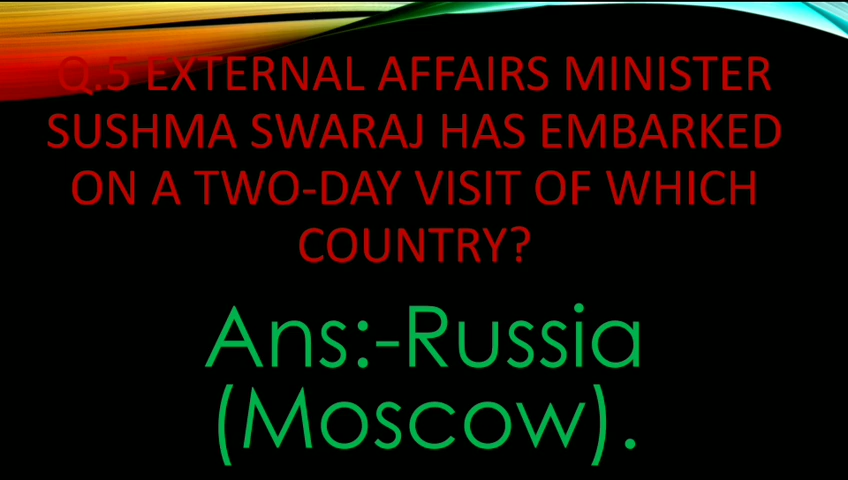 Q.5 EXTERNAL AFFAIRS MINISTER
SUSHMA SWARAJ HAS EMBARKED
ON A TWO-DAY VISIT OF WHICH
COUNTRY?
Ans:-Russia
(Moscow).